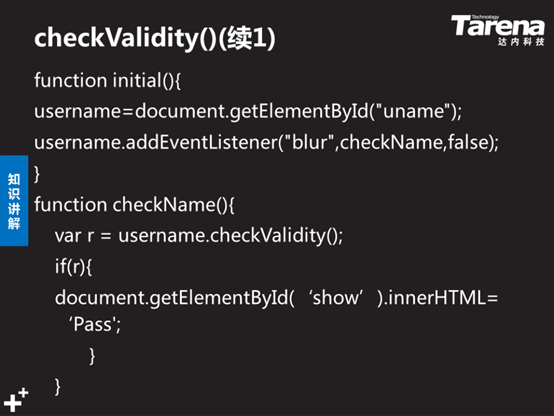 checkValidity()(续1)
Technology
Tarena
达内科技
function initial(){
username=document.getElementById("uname");
username.addEventListener("blur",checkName,false);
}
知识讲解
function checkName(){
var r = username.checkValidity();
if(r){
document.getElementById(‘show’).innerHTML=
‘Pass';
}
}